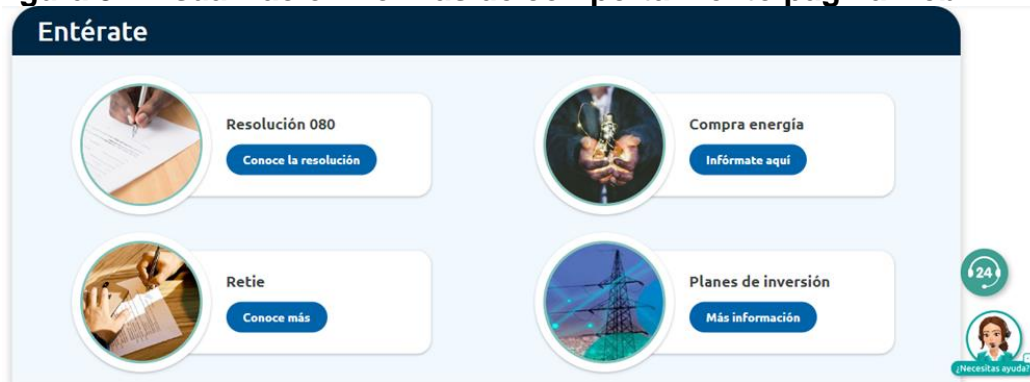 Entérate
Resolución 080
Conoce la resolución
Compra energía
Infórmate aquí
Retie
Conoce más
Planes de inversión
Más información
24
¿Necesitas ayuda?